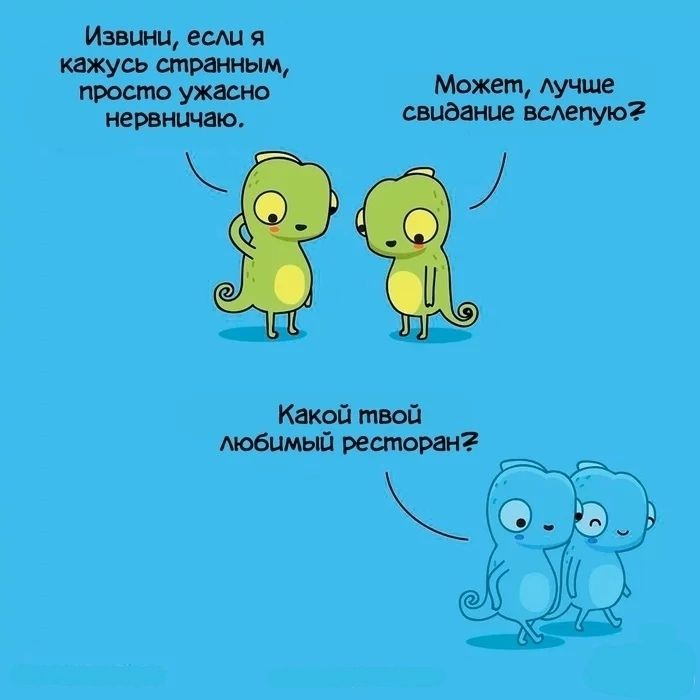 Извини, если я
кажусь странным,
просто ужасно
нервничаю.
Может, лучше
свидание вслепую?
Какой твой
любимый ресторан?